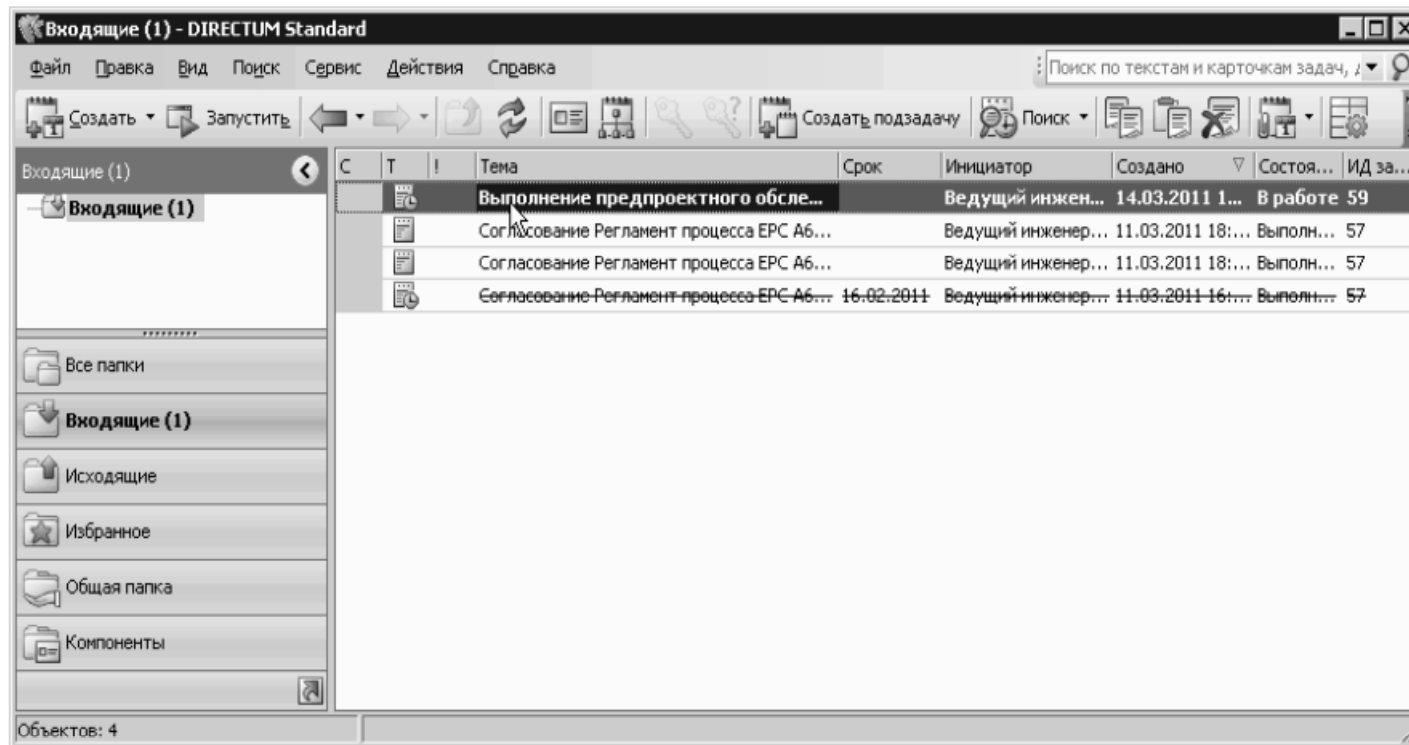 Входящие (1) - DIRECTUM Standard
Файл Правка Вид Поиск Сервис Действия Справка Поиск по текстам и карточкам задач, д
Создать Запустить Создать подзадачу Поиск
Входящие (1)
С Т ! Тема Срок Инициатор Создано Состоя... ИД за...
Входящие (1)
Выполнение предпроектного обсле... Ведущий инжен... 14.03.2011 1... В работе 59
Согласование Регламент процесса EPC А6... Ведущий инженер... 11.03.2011 18:... Выполн... 57
Согласование Регламент процесса EPC А6... Ведущий инженер... 11.03.2011 18:... Выполн... 57
Согласование Регламент процесса EPC А6... 16.02.2011 Ведущий инженер... 11.03.2011 16:... Выполн... 57
Все папки
Входящие (1)
Исходящие
Избранное
Общая папка
Компоненты
Объектов: 4